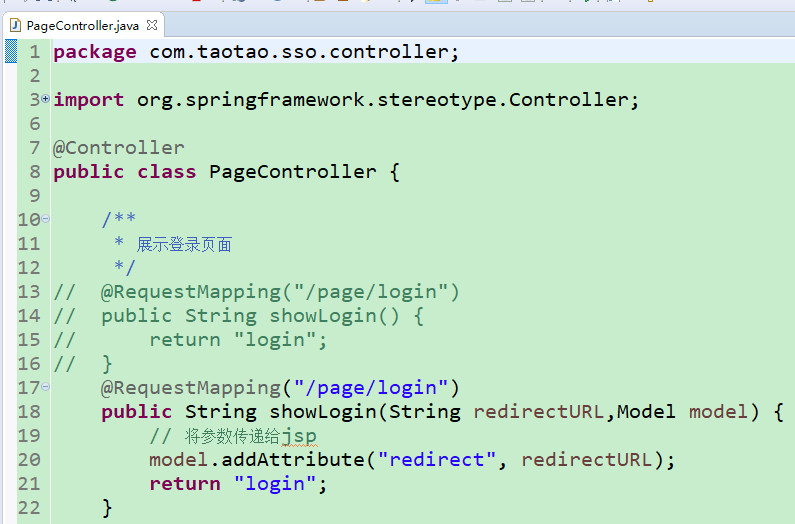 PageController.java
1 package com.taotao.sso.controller;
2
3 import org.springframework.stereotype.Controller;
6
7 @Controller
8 public class PageController {
9
10     /**
11      * 展示登录页面
12      */
13 //  @RequestMapping("/page/login")
14 //  public String showLogin() {
15 //      return "login";
16 //  }
17     @RequestMapping("/page/login")
18     public String showLogin(String redirectURL,Model model) {
19         // 将参数传递给jsp
20         model.addAttribute("redirect", redirectURL);
21         return "login";
22     }